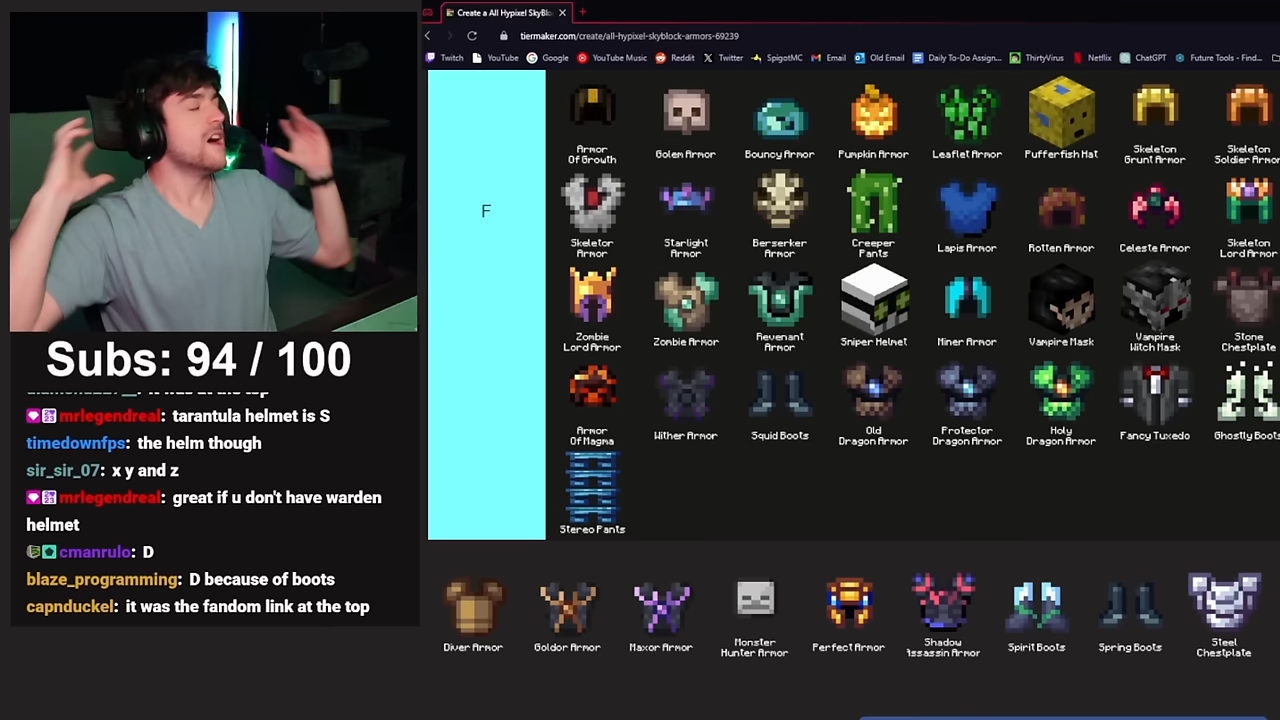 Create a All Hypixel SkyBlo
tiermaker.com/create/all-hypixel-skyblock-armors-69239
Twitch YouTube Google YouTube Music Reddit Twitter SpigotMC Email Old Email Daily To-Do Assign... ThirtyVirus Netflix ChatGPT Future Tools - Find...
F
Armor Of Growth
Golem Armor
Bouncy Armor
Pumpkin Armor
Leaflet Armor
Pufferfish Hat
Skeleton Grunt Armor
Skeleton Soldier Armor
Skeletor Armor
Starlight Armor
Berserker Armor
Creeper Pants
Lapis Armor
Rotten Armor
Celeste Armor
Skeleton Lord Armor
Zombie Lord Armor
Zombie Armor
Revenant Armor
Sniper Helmet
Miner Armor
Vampire Mask
Vampire Witch Mask
Stone Chestplate
Armor Of Magma
Wither Armor
Squid Boots
Old Dragon Armor
Protector Dragon Armor
Holy Dragon Armor
Fancy Tuxedo
Ghostly Boots
Stereo Pants
Diver Armor
Goldor Armor
Maxor Armor
Monster Hunter Armor
Perfect Armor
Shadow Assassin Armor
Spirit Boots
Spring Boots
Steel Chestplate
Subs: 94 / 100
mrlegendreal: tarantula helmet is S
timedownfps: the helm though
sir_sir_07: x y and z
mrlegendreal: great if u don't have warden
helmet
cmanrulo: D
blaze_programming: D because of boots
capnduckel: it was the fandom link at the top